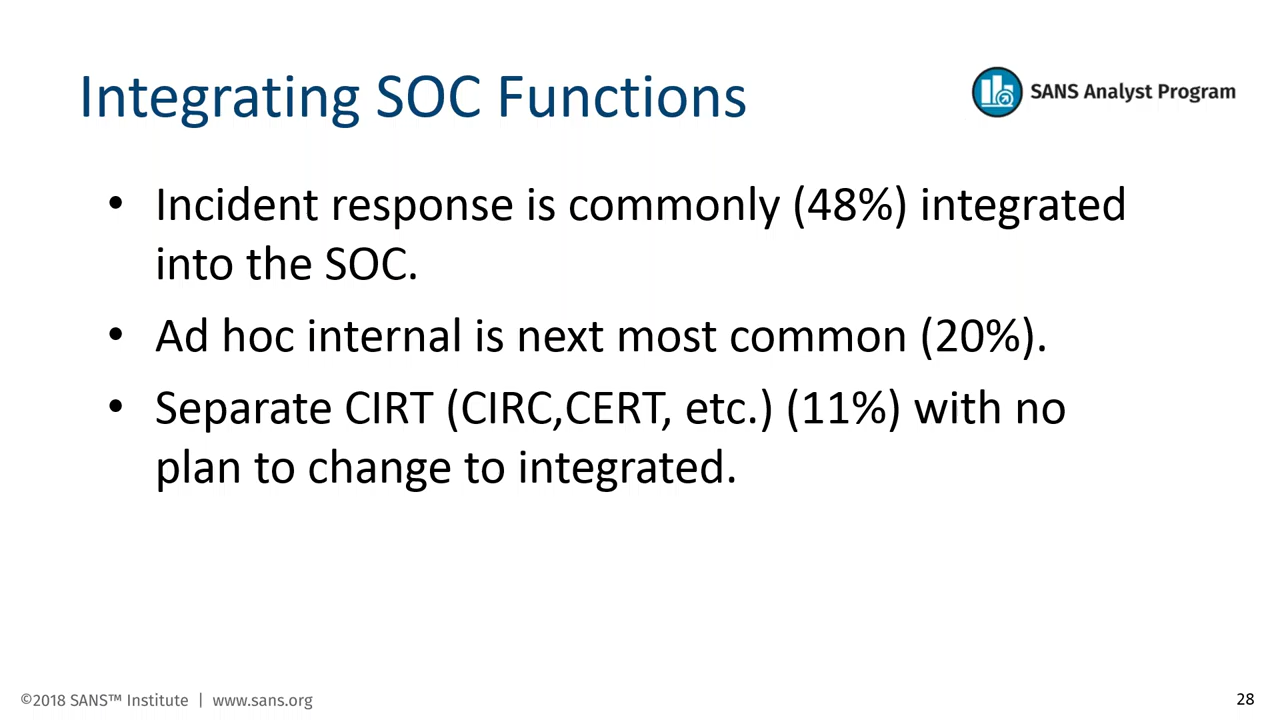 Integrating SOC Functions
SANS Analyst Program
• Incident response is commonly (48%) integrated
into the SOC.
• Ad hoc internal is next most common (20%).
• Separate CIRT (CIRC,CERT, etc.) (11%) with no
plan to change to integrated.
©2018 SANS™ Institute | www.sans.org
28